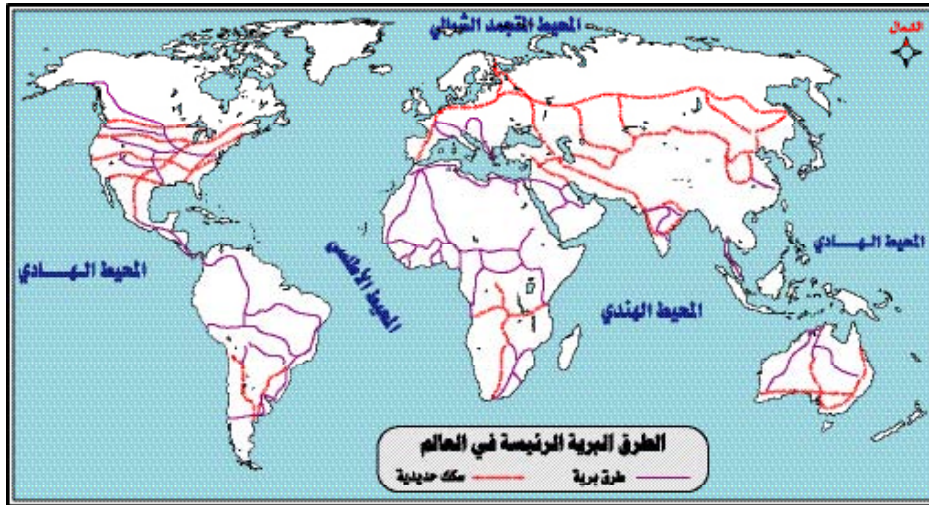 المحيط المتجمد الشمالي
الشمال
المحيط الهادي
المحيط الأطلسي
المحيط الهندي
المحيط الهادي
الطرق البرية الرئيسة في العالم
طرق برية
سكك حديدية